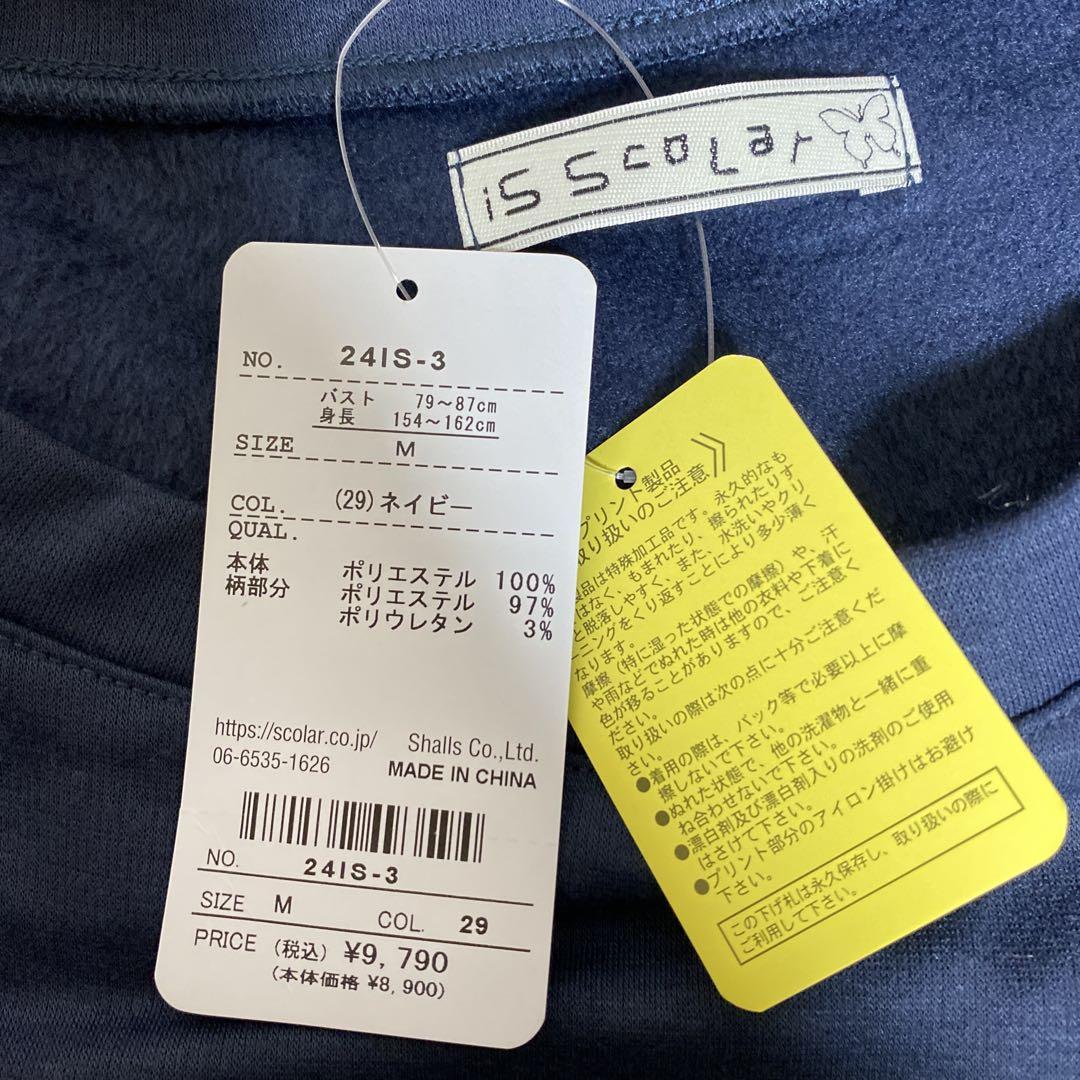 is ScoLar
NO. 24IS-3
バスト 79～87cm
身長 154～162cm
SIZE M
COL. (29)ネイビー
QUAL.
本体 ポリエステル 100%
柄部分 ポリエステル 97%
ポリウレタン 3%
https://scolar.co.jp/ Shalls Co.,Ltd.
06-6535-1626 MADE IN CHINA
NO. 24IS-3
SIZE M COL. 29
PRICE (税込) ¥9,790
(本体価格 ¥8,900)
プリント製品
取り扱いのご注意
製品は特殊加工品です。永久的なも
はなく、もまれたり、擦られたりす
と脱落しやすく、また、水洗いやクリ
ーニングをくり返すことにより多少薄く
なります。
摩擦（特に湿った状態での摩擦）や、汗
や雨などでぬれた時は他の衣料や下着に
色が移ることがありますので、ご注意く
ださい。
取り扱いの際は次の点に十分ご注意くだ
さい。
●着用の際は、バック等で必要以上に摩
擦しないで下さい。
●ぬれた状態で、他の洗濯物と一緒に重
ね合わせないで下さい。
●漂白剤及び漂白剤入りの洗剤のご使用
はさけて下さい。
●プリント部分のアイロン掛けはお避け
下さい。
この下げ札は永久保存し、取り扱いの際に
ご利用して下さい。